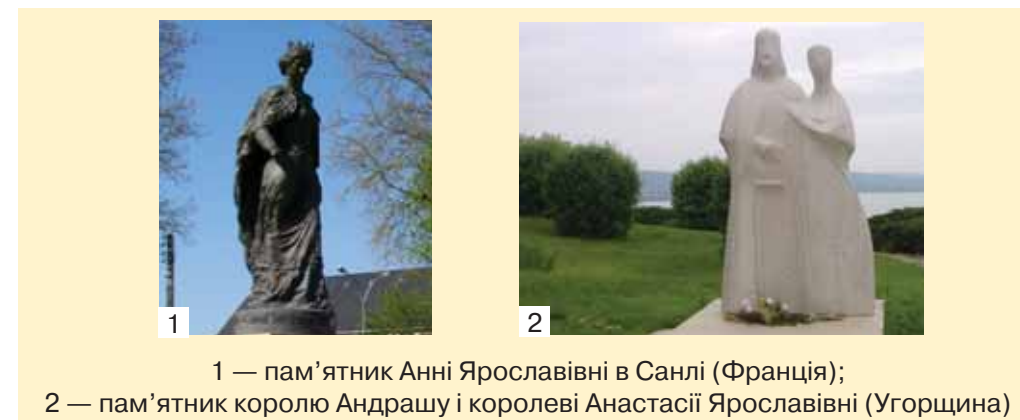 1
2
1 — пам’ятник Анні Ярославівні в Санлі (Франція);
2 — пам’ятник королю Андрашу і королеві Анастасії Ярославівні (Угорщина)